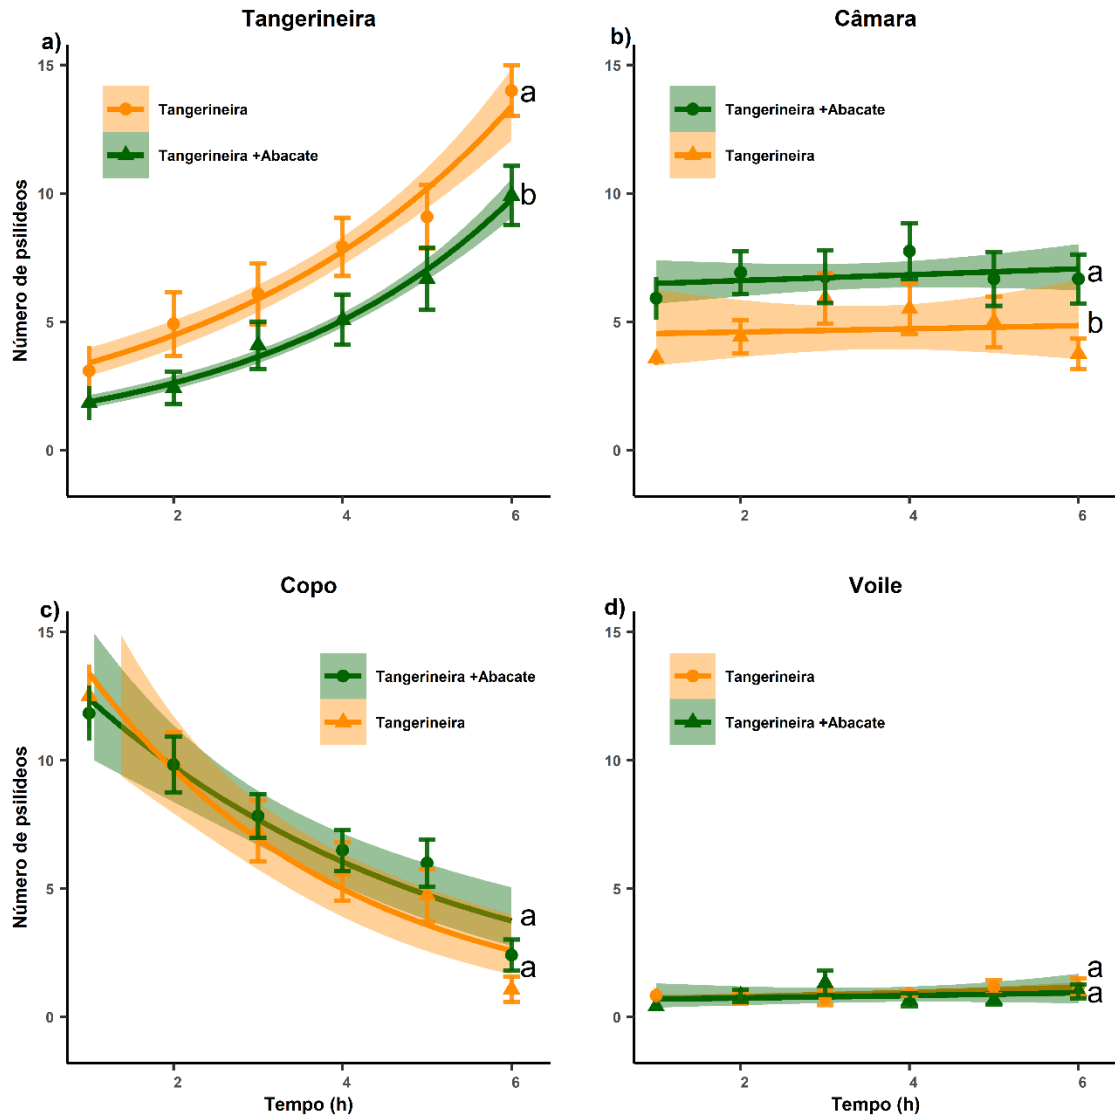 Tangerineira
a)
Número de psilídeos
15
10
5
0
Tangerineira
Tangerineira +Abacate
a
b
2
4
6
Câmara
b)
15
10
5
0
Tangerineira +Abacate
Tangerineira
a
b
2
4
6
Copo
c)
Número de psilídeos
15
10
5
0
Tangerineira +Abacate
Tangerineira
a
a
2
4
6
Tempo (h)
Voile
d)
15
10
5
0
Tangerineira
Tangerineira +Abacate
a
a
2
4
6
Tempo (h)